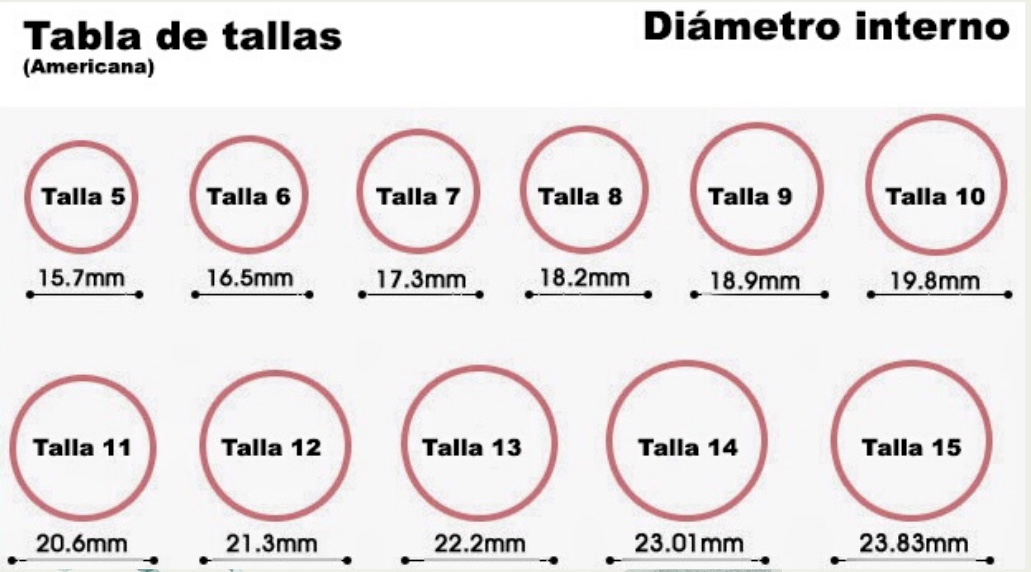 Tabla de tallas
(Americana)
Diámetro interno
Talla 5 Talla 6 Talla 7 Talla 8 Talla 9 Talla 10
15.7mm 16.5mm 17.3mm 18.2mm 18.9mm 19.8mm
Talla 11 Talla 12 Talla 13 Talla 14 Talla 15
20.6mm 21.3mm 22.2mm 23.01mm 23.83mm